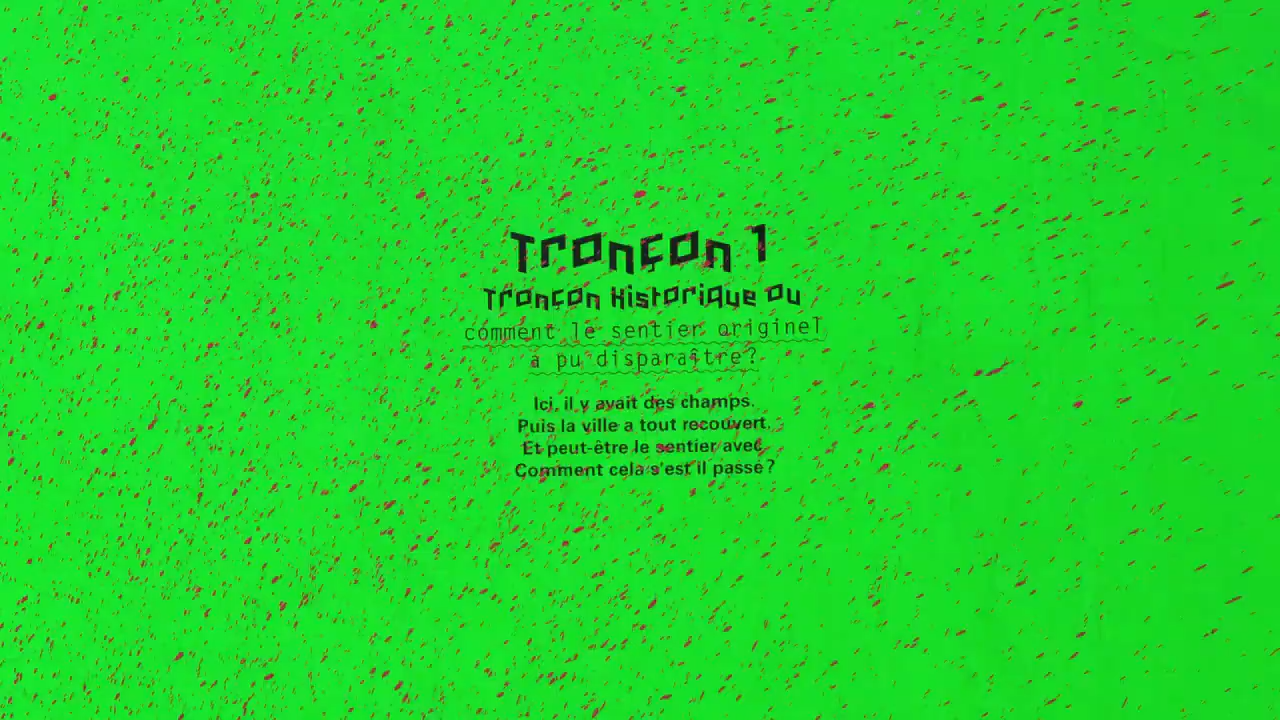 Tronçon 1
Tronçon Historique Ou
comment le sentier originel
a pu disparaître?
Ici, il y avait des champs.
Puis la ville a tout recouvert.
Et peut-être le sentier avec.
Comment cela s'est il passé?